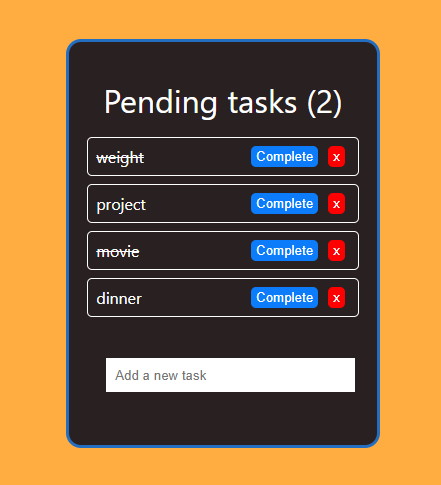 Pending tasks (2)
weight Complete x
project Complete x
movie Complete x
dinner Complete x
Add a new task